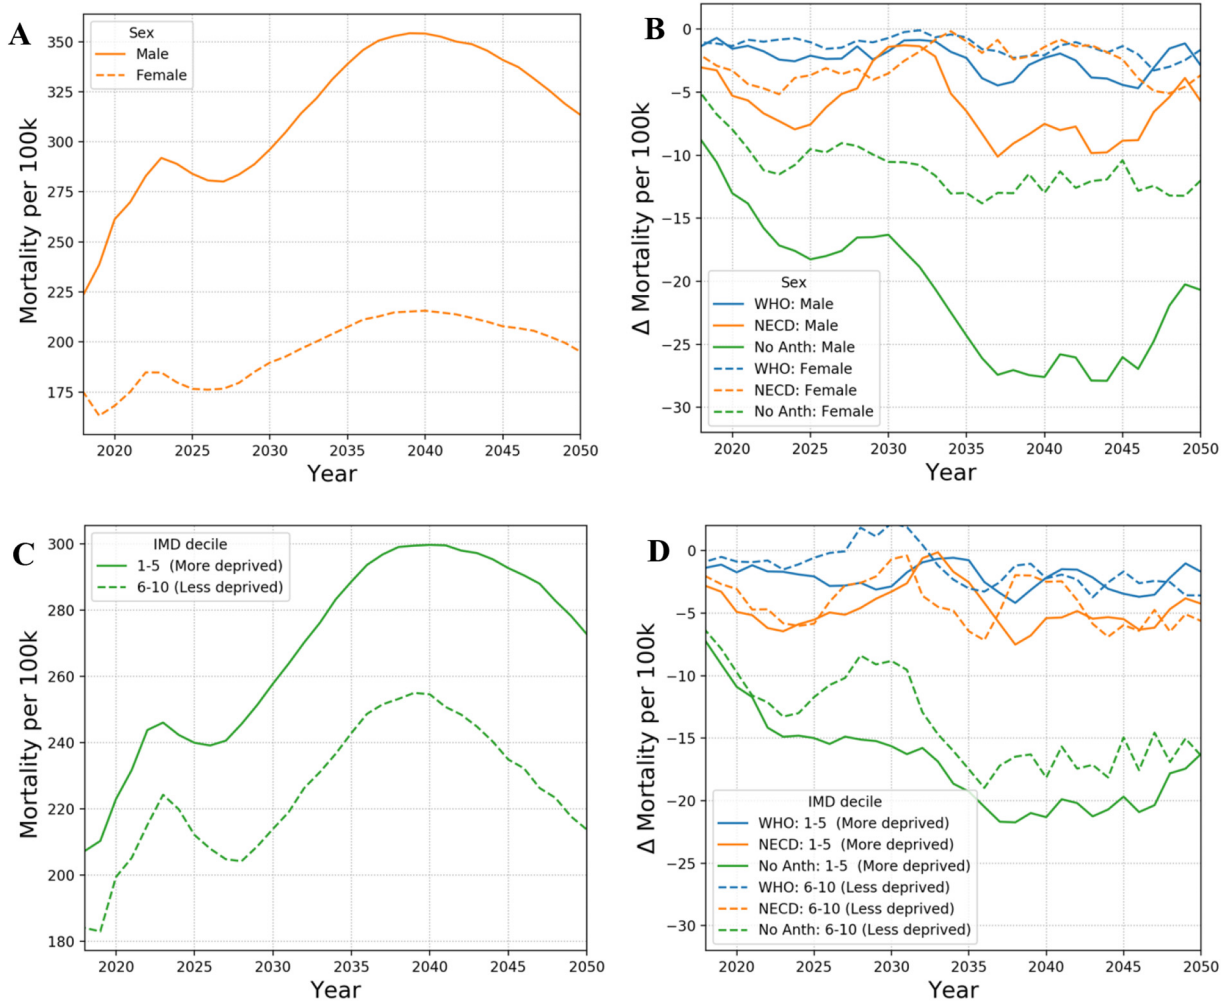 A
Sex
Male
Female
350
325
300
275
250
225
200
175
Mortality per 100k
2020
2025
2030
2035
2040
2045
2050
Year
B
0
−5
−10
−15
−20
−25
−30
Δ Mortality per 100k
Sex
WHO: Male
NECD: Male
No Anth: Male
WHO: Female
NECD: Female
No Anth: Female
2020
2025
2030
2035
2040
2045
2050
Year
C
IMD decile
1-5 (More deprived)
6-10 (Less deprived)
300
280
260
240
220
200
180
Mortality per 100k
2020
2025
2030
2035
2040
2045
2050
Year
D
0
−5
−10
−15
−20
−25
−30
Δ Mortality per 100k
IMD decile
WHO: 1-5 (More deprived)
NECD: 1-5 (More deprived)
No Anth: 1-5 (More deprived)
WHO: 6-10 (Less deprived)
NECD: 6-10 (Less deprived)
No Anth: 6-10 (Less deprived)
2020
2025
2030
2035
2040
2045
2050
Year